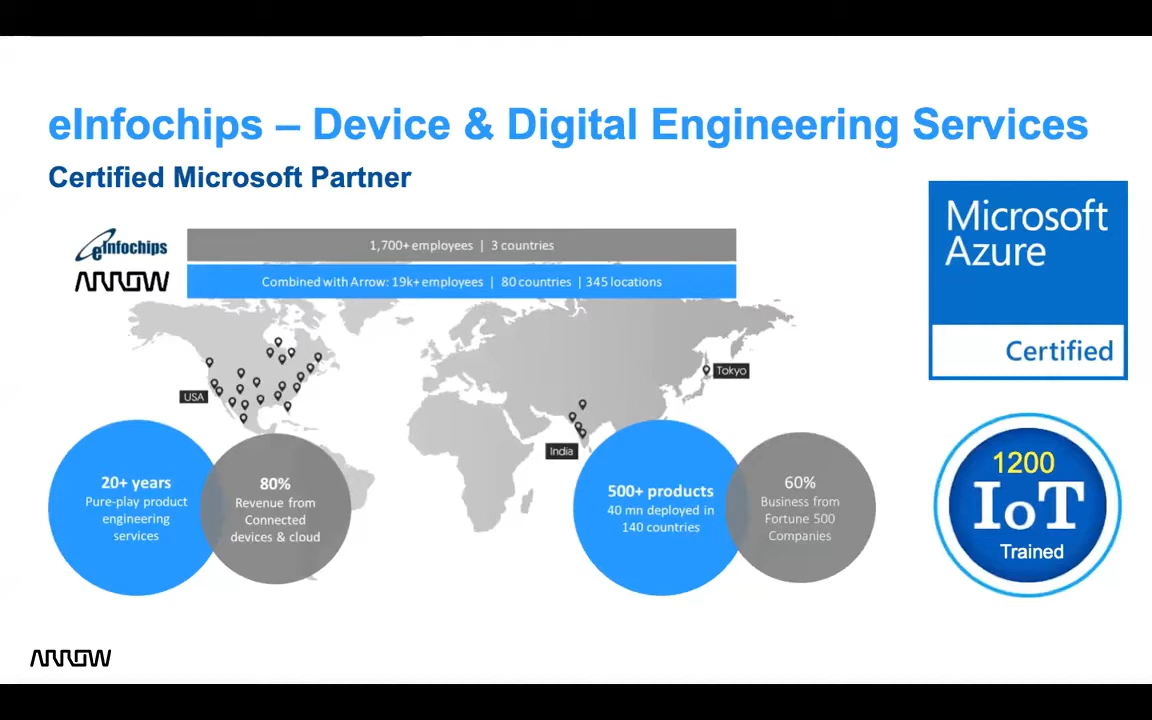 eInfochips – Device & Digital Engineering Services
Certified Microsoft Partner
eInfochips
1,700+ employees | 3 countries
ARROW
Combined with Arrow: 19k+ employees | 80 countries | 345 locations
Microsoft
Azure
Certified
USA
Tokyo
India
20+ years
Pure-play product
engineering
services
80%
Revenue from
Connected
devices & cloud
500+ products
40 mn deployed in
140 countries
60%
Business from
Fortune 500
Companies
1200
IoT
Trained
ARROW